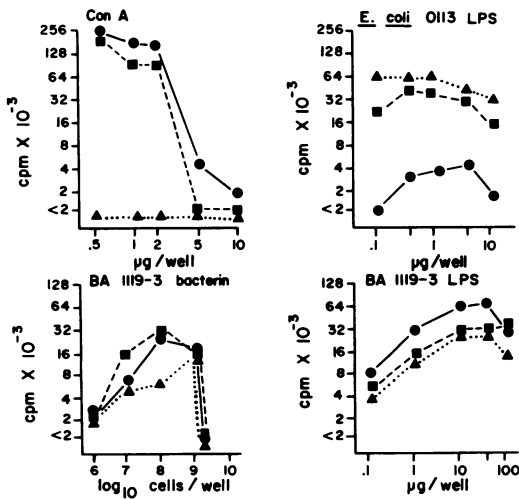 Con A
256
128
64
32
16
8
4
2
<2
cpm X 10⁻³
.5 1 2 5 10
µg/well
E. coli 0113 LPS
256
128
64
32
16
8
4
2
<2
cpm X 10⁻³
.1 1 10
µg/well
BA 1119-3 bacterin
128
64
32
16
8
4
2
<2
cpm X 10⁻³
6 7 8 9 10
log₁₀ cells/well
BA 1119-3 LPS
128
64
32
16
8
4
2
<2
cpm X 10⁻³
.1 1 10 100
µg/well